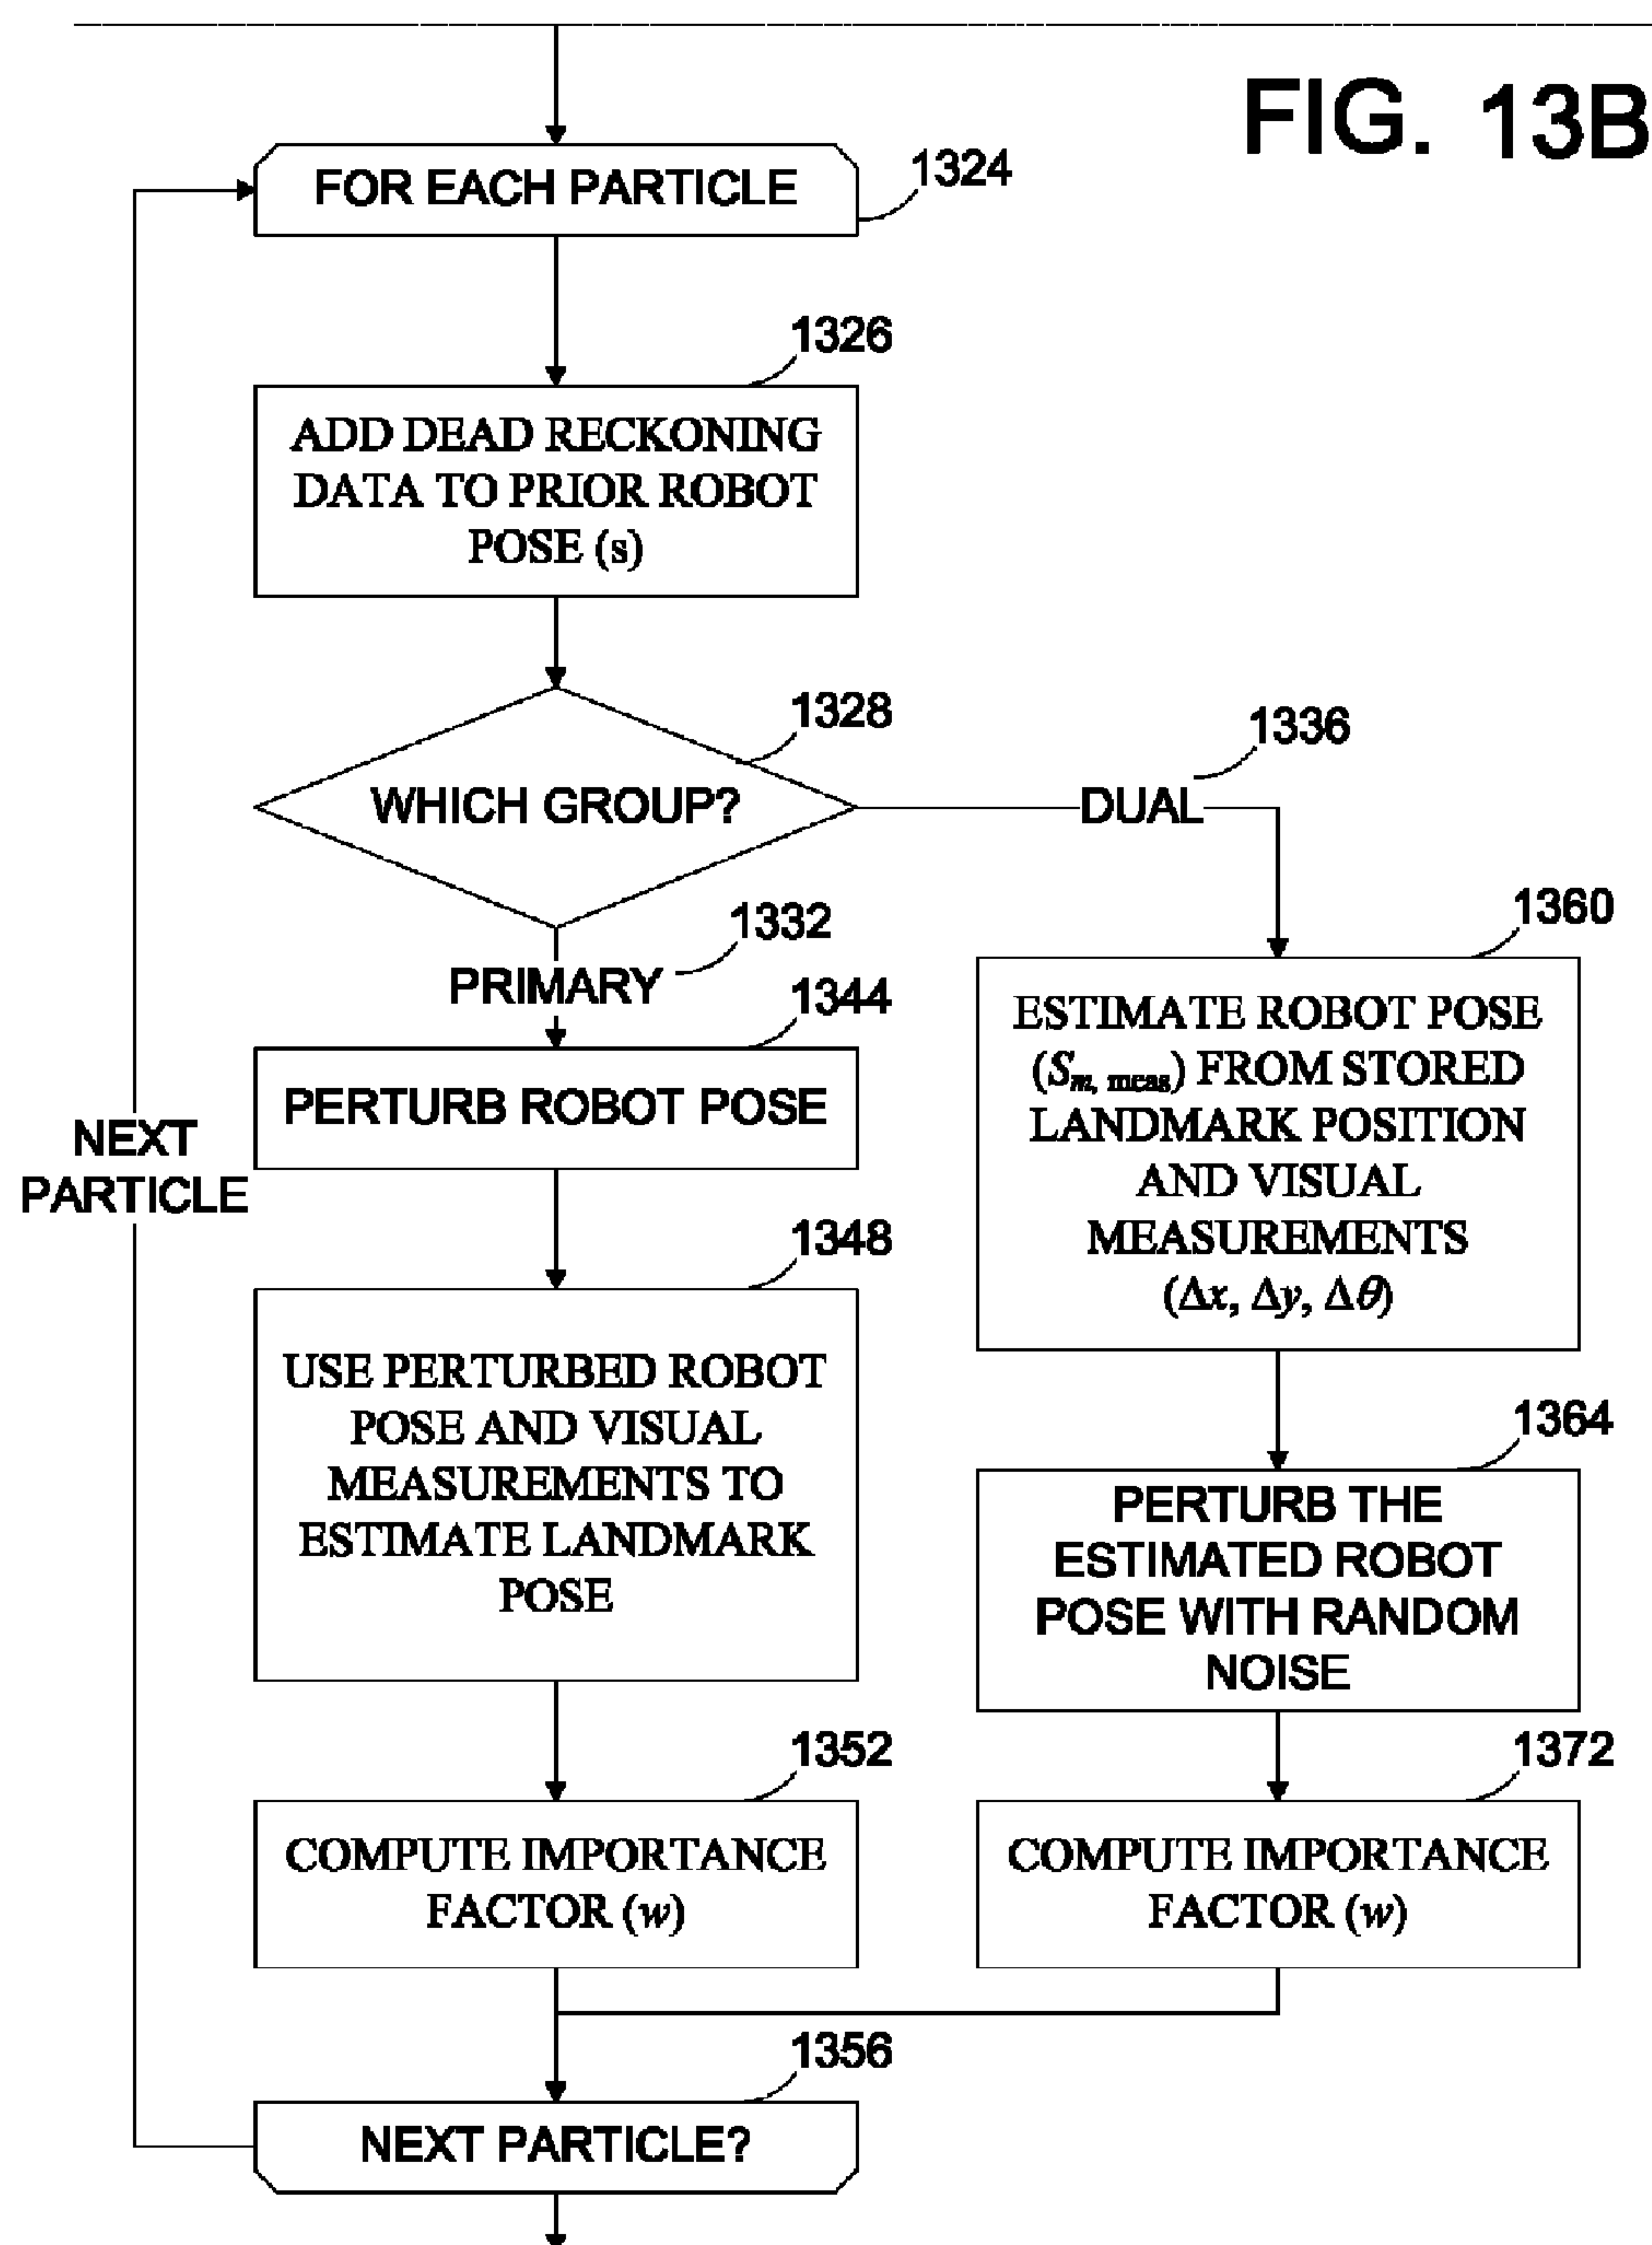 FIG. 13B
FOR EACH PARTICLE
1324
1326
ADD DEAD RECKONING
DATA TO PRIOR ROBOT
POSE (s)
1328
WHICH GROUP?
1336
DUAL
1332
PRIMARY
1344
PERTURB ROBOT POSE
1360
ESTIMATE ROBOT POSE
(Sm, meas) FROM STORED
LANDMARK POSITION
AND VISUAL
MEASUREMENTS
(Δx, Δy, Δθ)
NEXT
PARTICLE
1348
USE PERTURBED ROBOT
POSE AND VISUAL
MEASUREMENTS TO
ESTIMATE LANDMARK
POSE
1364
PERTURB THE
ESTIMATED ROBOT
POSE WITH RANDOM
NOISE
1352
COMPUTE IMPORTANCE
FACTOR (w)
1372
COMPUTE IMPORTANCE
FACTOR (w)
1356
NEXT PARTICLE?